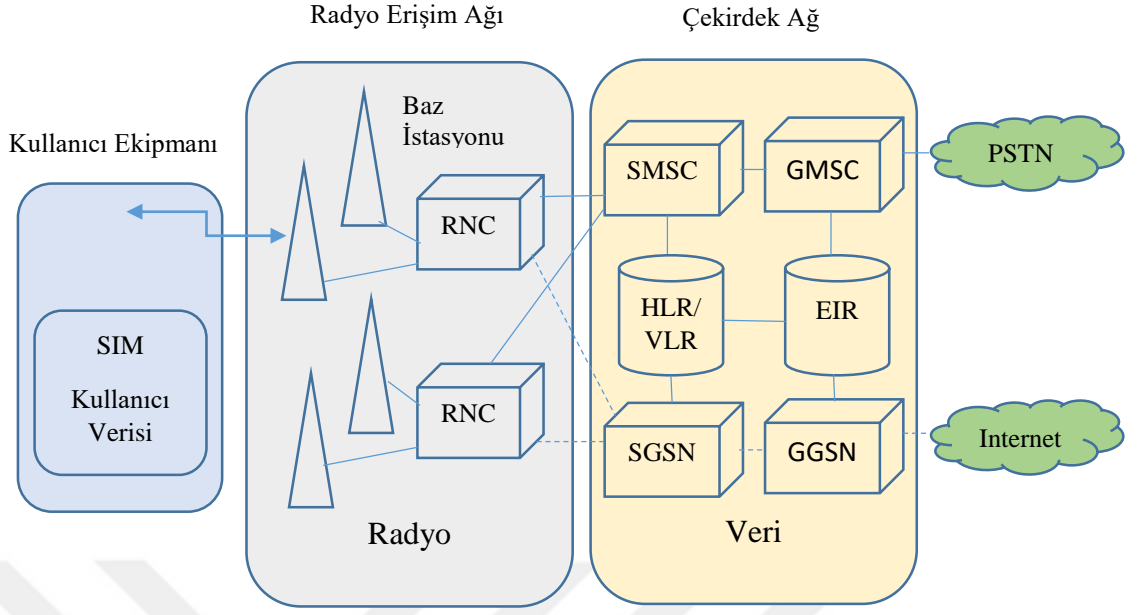 Radyo Erişim Ağı
Çekirdek Ağ
Kullanıcı Ekipmanı
Baz
İstasyonu
SMSC
GMSC
PSTN
RNC
HLR/
VLR
EIR
SIM
Kullanıcı
Verisi
RNC
SGSN
GGSN
Internet
Radyo
Veri